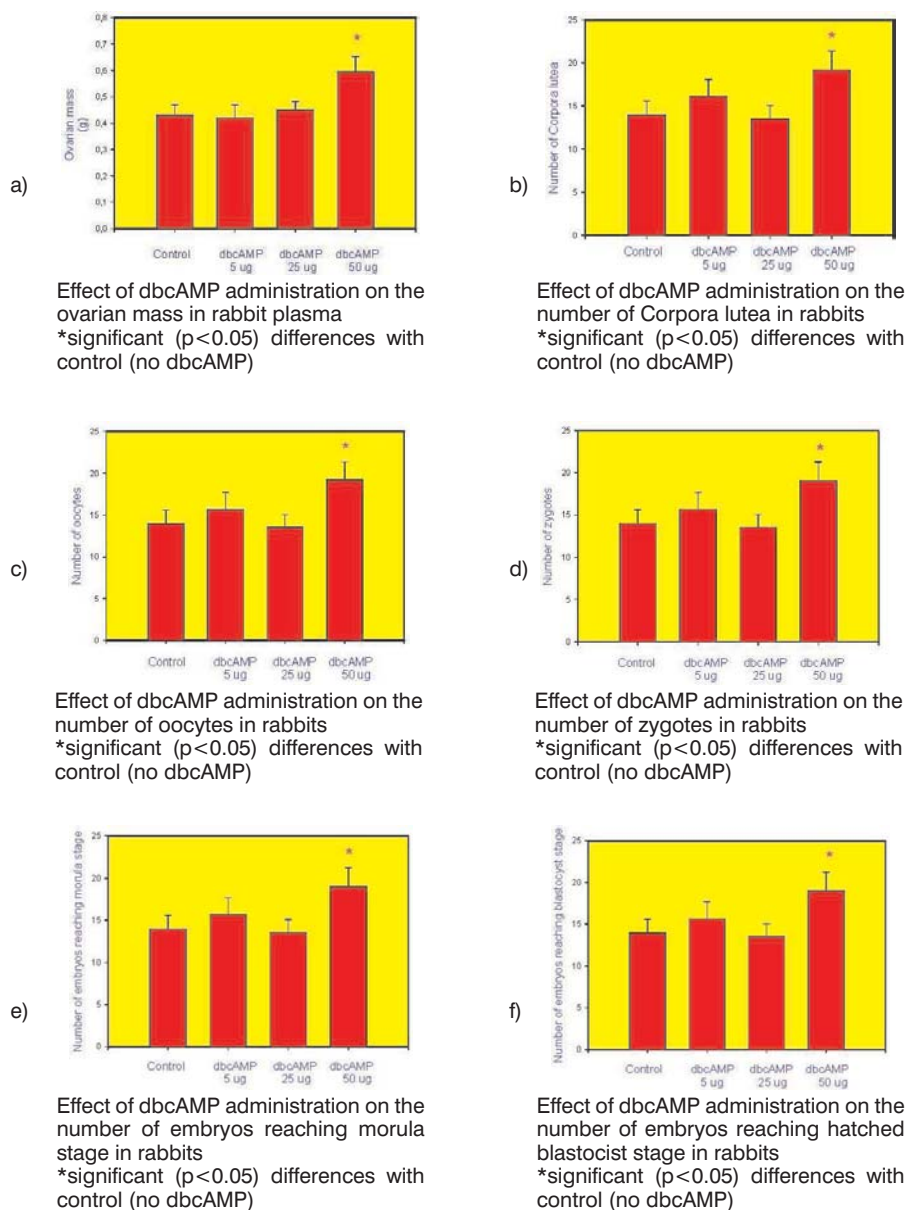 a)
Ovarian mass
(g)
0,8
0,7
0,6
0,5
0,4
0,3
0,2
0,1
0,0
*
Control
dbcAMP
5 ug
dbcAMP
25 ug
dbcAMP
50 ug
Effect of dbcAMP administration on the
ovarian mass in rabbit plasma
*significant (p<0.05) differences with
control (no dbcAMP)
b)
Number of Corpora lutea
25
20
15
10
5
0
*
Control
dbcAMP
5 ug
dbcAMP
25 ug
dbcAMP
50 ug
Effect of dbcAMP administration on the
number of Corpora lutea in rabbits
*significant (p<0.05) differences with
control (no dbcAMP)
c)
Number of oocytes
25
20
15
10
5
0
*
Control
dbcAMP
5 ug
dbcAMP
25 ug
dbcAMP
50 ug
Effect of dbcAMP administration on the
number of oocytes in rabbits
*significant (p<0.05) differences with
control (no dbcAMP)
d)
Number of zygotes
25
20
15
10
5
0
*
Control
dbcAMP
5 ug
dbcAMP
25 ug
dbcAMP
50 ug
Effect of dbcAMP administration on the
number of zygotes in rabbits
*significant (p<0.05) differences with
control (no dbcAMP)
e)
Number of embryos reaching morula stage
25
20
15
10
5
0
*
Control
dbcAMP
5 ug
dbcAMP
25 ug
dbcAMP
50 ug
Effect of dbcAMP administration on the
number of embryos reaching morula
stage in rabbits
*significant (p<0.05) differences with
control (no dbcAMP)
f)
Number of embryos reaching blastocyst stage
25
20
15
10
5
0
*
Control
dbcAMP
5 ug
dbcAMP
25 ug
dbcAMP
50 ug
Effect of dbcAMP administration on the
number of embryos reaching hatched
blastocist stage in rabbits
*significant (p<0.05) differences with
control (no dbcAMP)